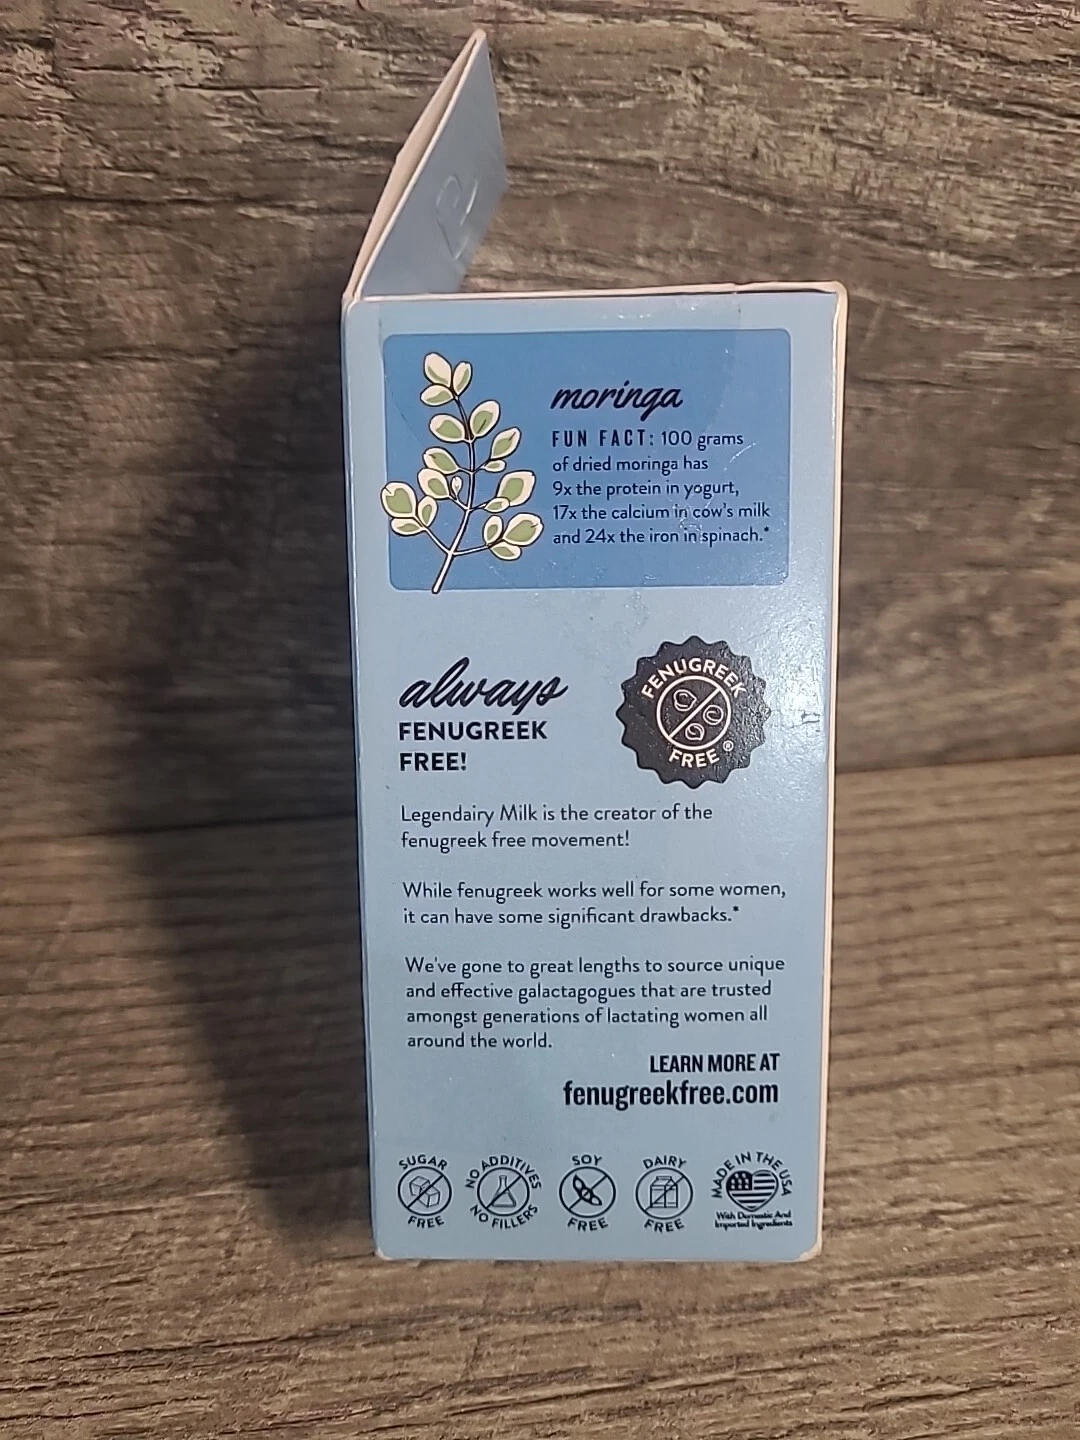 moringa
FUN FACT: 100 grams
of dried moringa has
9x the protein in yogurt,
17x the calcium in cow's milk
and 24x the iron in spinach.*
always
FENUGREEK
FREE!
FENUGREEK
FREE®
Legendairy Milk is the creator of the
fenugreek free movement!
While fenugreek works well for some women,
it can have some significant drawbacks.*
We've gone to great lengths to source unique
and effective galactagogues that are trusted
amongst generations of lactating women all
around the world.
LEARN MORE AT
fenugreekfree.com
SUGAR
FREE
NO ADDITIVES
NO FILLERS
SOY
FREE
DAIRY
FREE
MADE IN THE USA
With Domestic And
Imported Ingredients